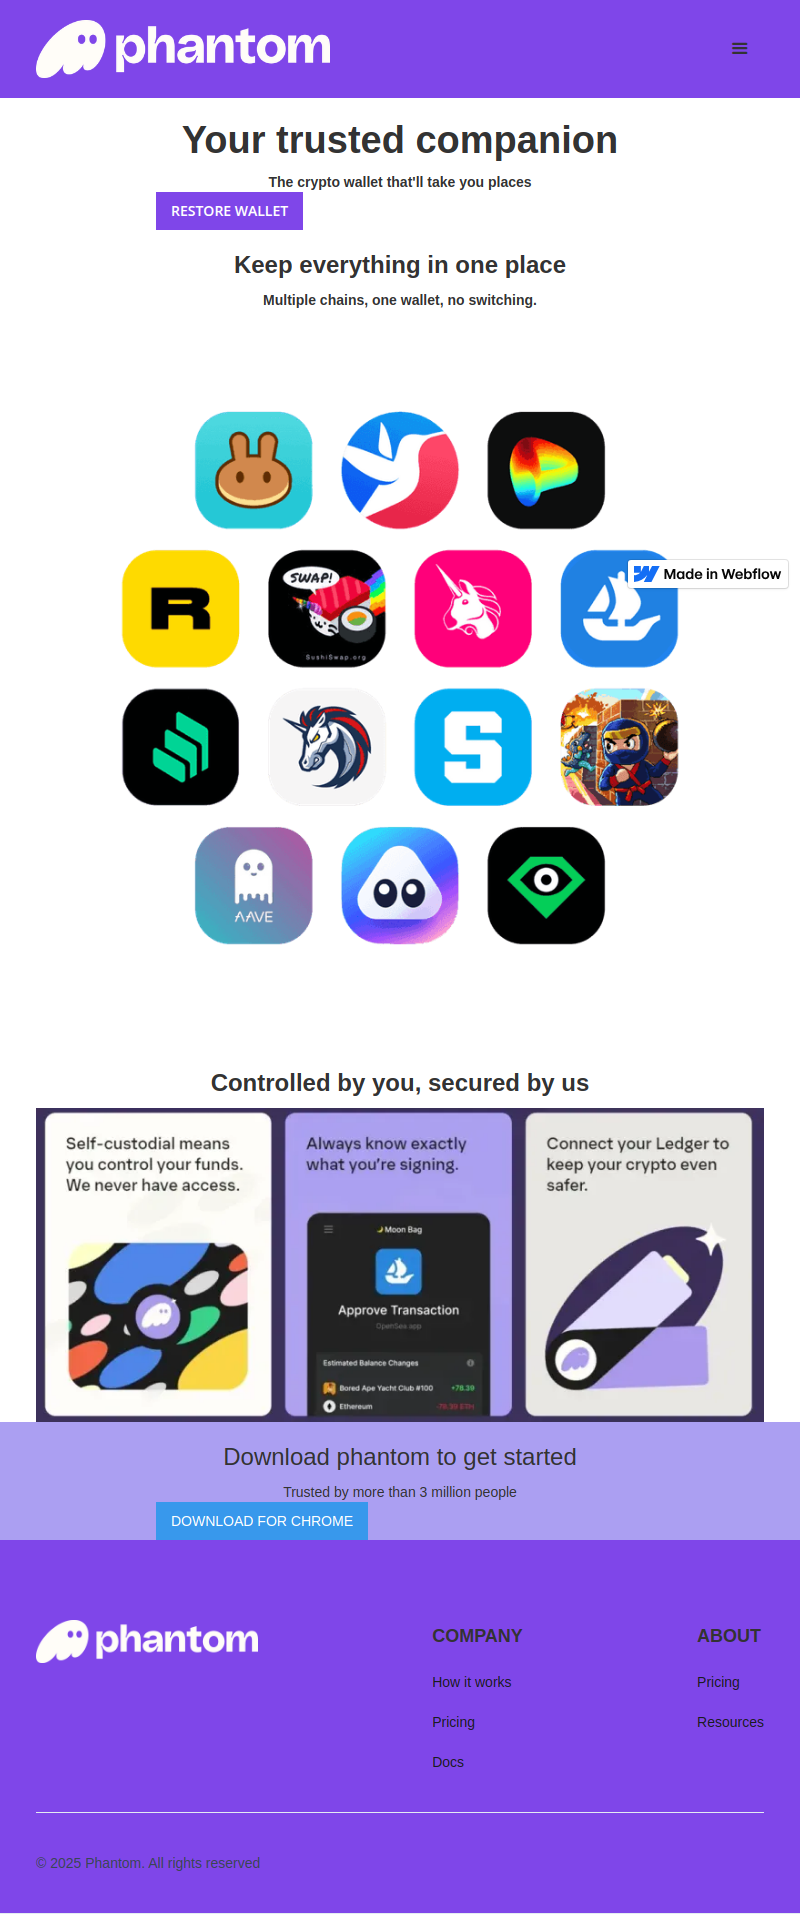 phantom
Your trusted companion
The crypto wallet that'll take you places
RESTORE WALLET
Keep everything in one place
Multiple chains, one wallet, no switching.
R
SWAP!
SushiSwap.org
Made in Webflow
S
AAVE
Controlled by you, secured by us
Self-custodial means
you control your funds.
We never have access.
Always know exactly
what you're signing.
Moon Bag
Approve Transaction
OpenSea app
Estimated Balance Changes
Bored Ape Yacht Club #100 +78.39
Ethereum -79.39 ETH
Connect your Ledger to
keep your crypto even
safer.
Download phantom to get started
Trusted by more than 3 million people
DOWNLOAD FOR CHROME
phantom
COMPANY
How it works
Pricing
Docs
ABOUT
Pricing
Resources
© 2025 Phantom. All rights reserved